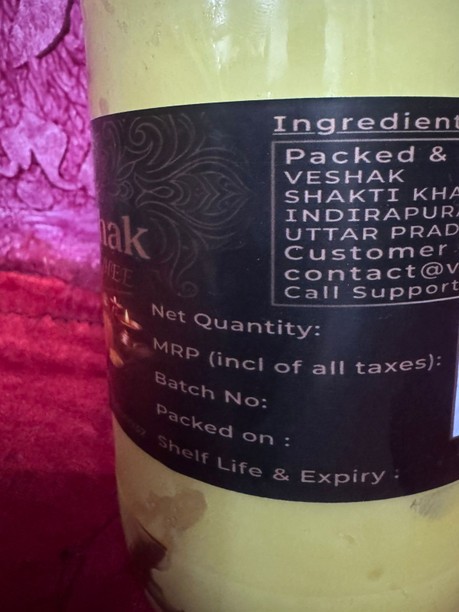 Ingredient
Packed &
VESHAK
SHAKTI KHA
INDIRAPURA
UTTAR PRAD
Customer
contact@v
Call Support
hak
HEE
Net Quantity:
MRP (incl of all taxes):
Batch No:
Packed on :
Shelf Life & Expiry :